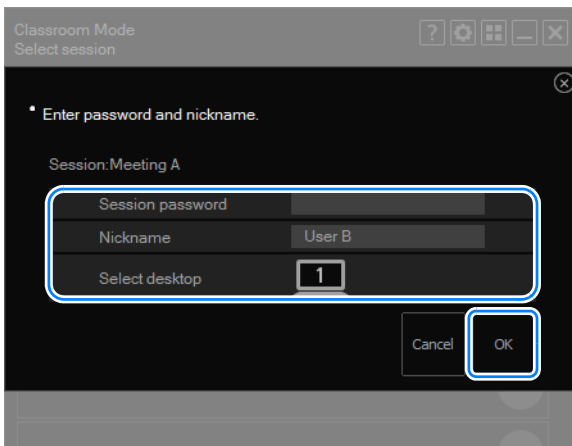 Classroom Mode
Select session
?
Enter password and nickname.
Session:Meeting A
Session password
Nickname User B
Select desktop 1
Cancel OK